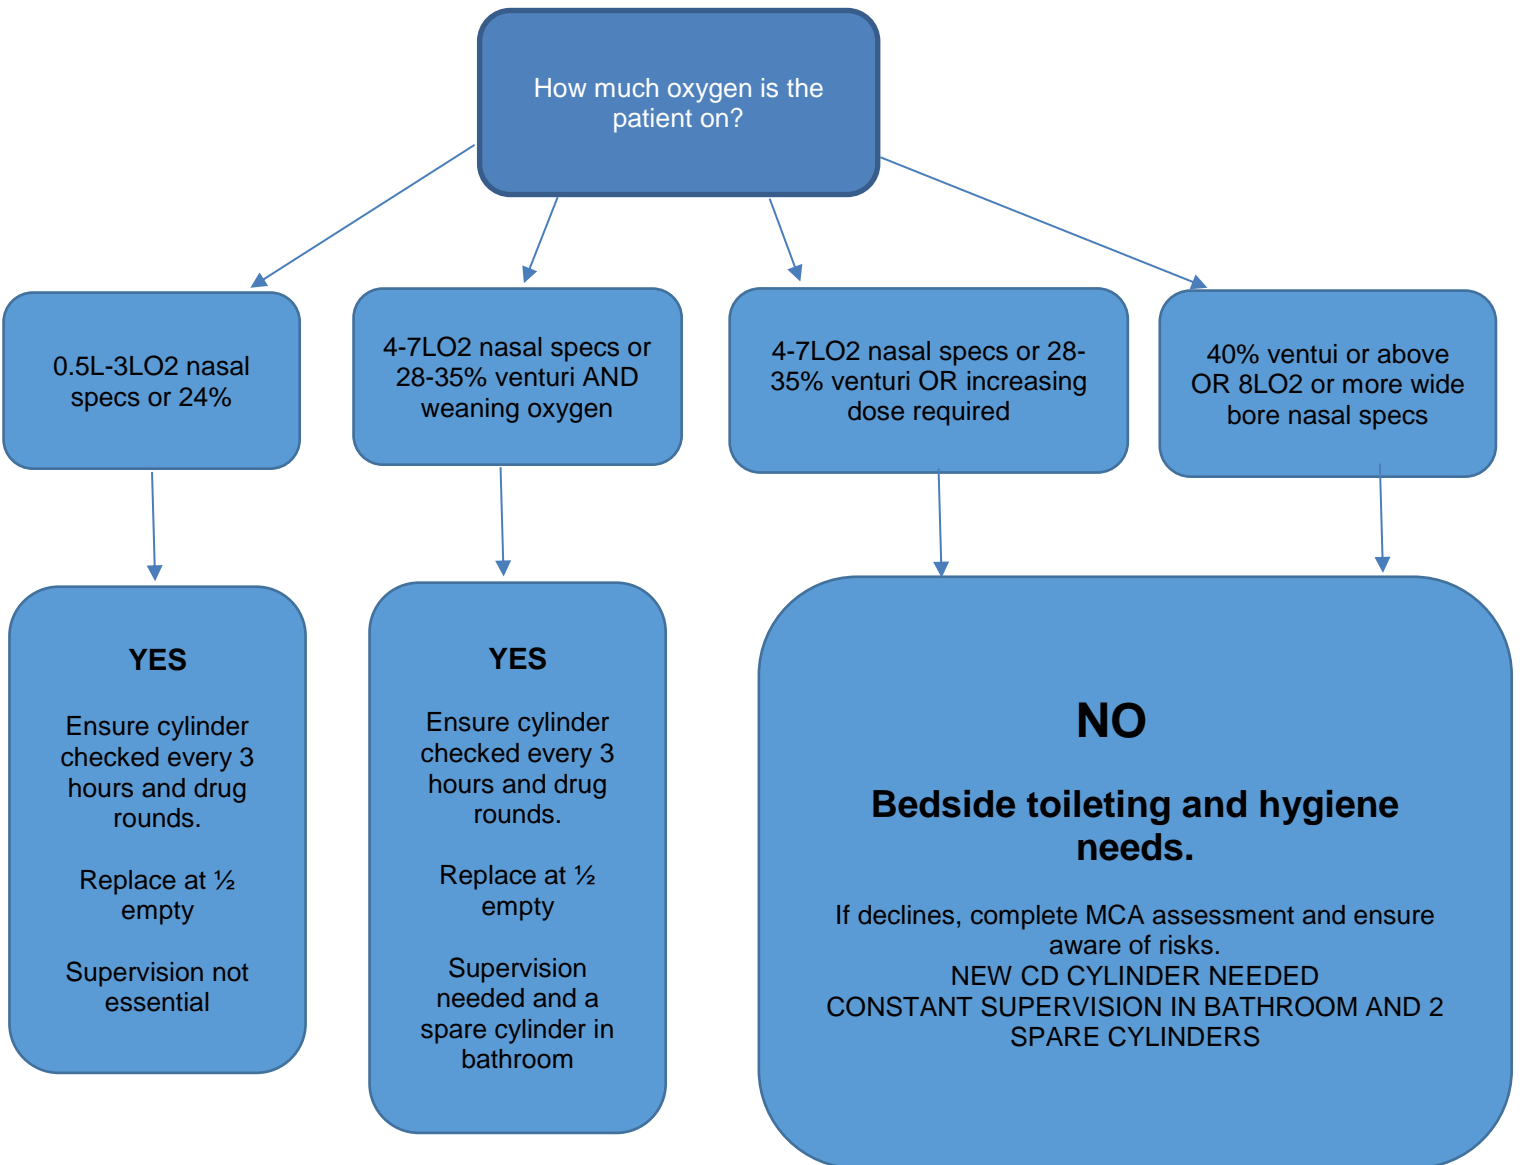 How much oxygen is the
patient on?
0.5L-3LO2 nasal
specs or 24%
4-7LO2 nasal specs or
28-35% venturi AND
weaning oxygen
4-7LO2 nasal specs or 28-
35% venturi OR increasing
dose required
40% ventui or above
OR 8LO2 or more wide
bore nasal specs
YES
Ensure cylinder
checked every 3
hours and drug
rounds.
Replace at ½
empty
Supervision not
essential
YES
Ensure cylinder
checked every 3
hours and drug
rounds.
Replace at ½
empty
Supervision
needed and a
spare cylinder in
bathroom
NO
Bedside toileting and hygiene
needs.
If declines, complete MCA assessment and ensure
aware of risks.
NEW CD CYLINDER NEEDED
CONSTANT SUPERVISION IN BATHROOM AND 2
SPARE CYLINDERS